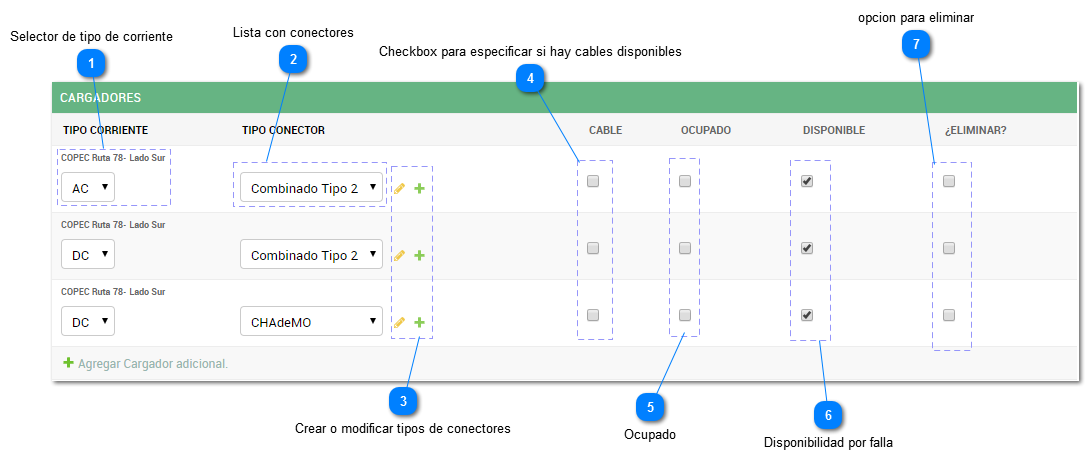 opcion para eliminar
Selector de tipo de corriente
Lista con conectores
Checkbox para especificar si hay cables disponibles
1
2
4
7
CARGADORES
TIPO CORRIENTE TIPO CONECTOR CABLE OCUPADO DISPONIBLE ¿ELIMINAR?
COPEC Ruta 78- Lado Sur
AC Combinado Tipo 2
COPEC Ruta 78- Lado Sur
DC Combinado Tipo 2
COPEC Ruta 78- Lado Sur
DC CHAdeMO
Agregar Cargador adicional.
3
5
6
Crear o modificar tipos de conectores
Ocupado
Disponibilidad por falla